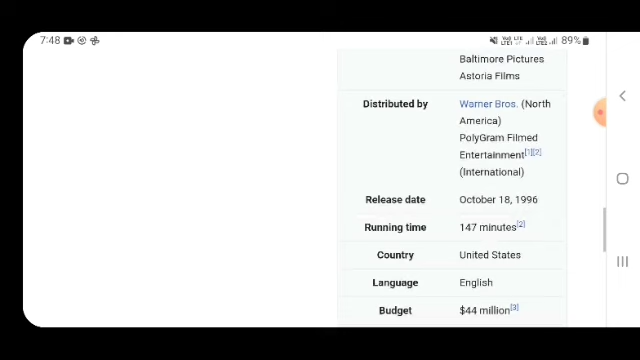 7:48 89%
Baltimore Pictures
Astoria Films
Distributed by Warner Bros. (North
America)
PolyGram Filmed
Entertainment[1][2]
(International)
Release date October 18, 1996
Running time 147 minutes[2]
Country United States
Language English
Budget $44 million[3]